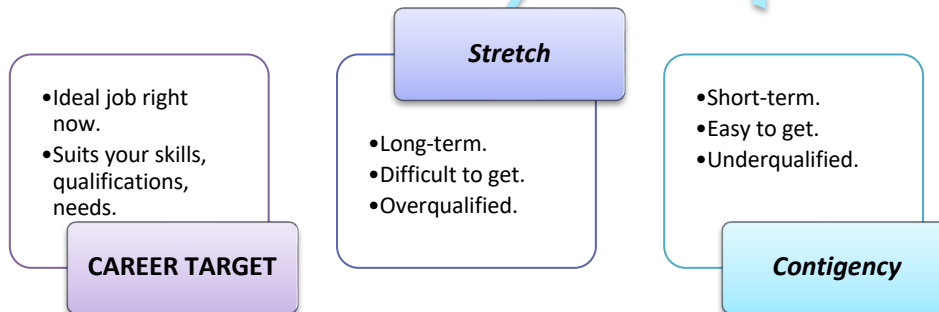 •Ideal job right
now.
•Suits your skills,
qualifications,
needs.
CAREER TARGET
Stretch
•Long-term.
•Difficult to get.
•Overqualified.
•Short-term.
•Easy to get.
•Underqualified.
Contigency